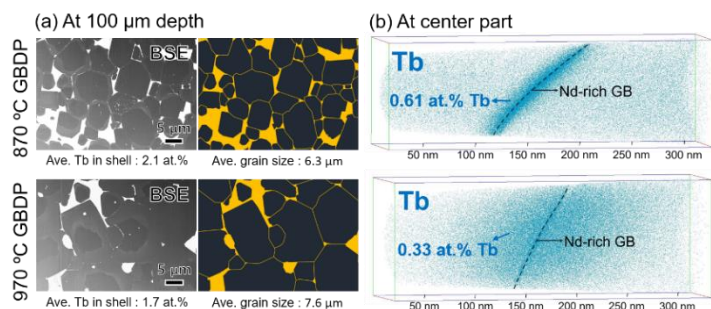 (a) At 100 μm depth
(b) At center part
870 ºC GBDP
BSE
5 μm
Ave. Tb in shell : 2.1 at.%
Ave. grain size : 6.3 μm
Tb
0.61 at.% Tb
Nd-rich GB
50 nm 100 nm 150 nm 200 nm 250 nm 300 nm
970 ºC GBDP
BSE
5 μm
Ave. Tb in shell : 1.7 at.%
Ave. grain size : 7.6 μm
Tb
0.33 at.% Tb
Nd-rich GB
50 nm 100 nm 150 nm 200 nm 250 nm 300 nm